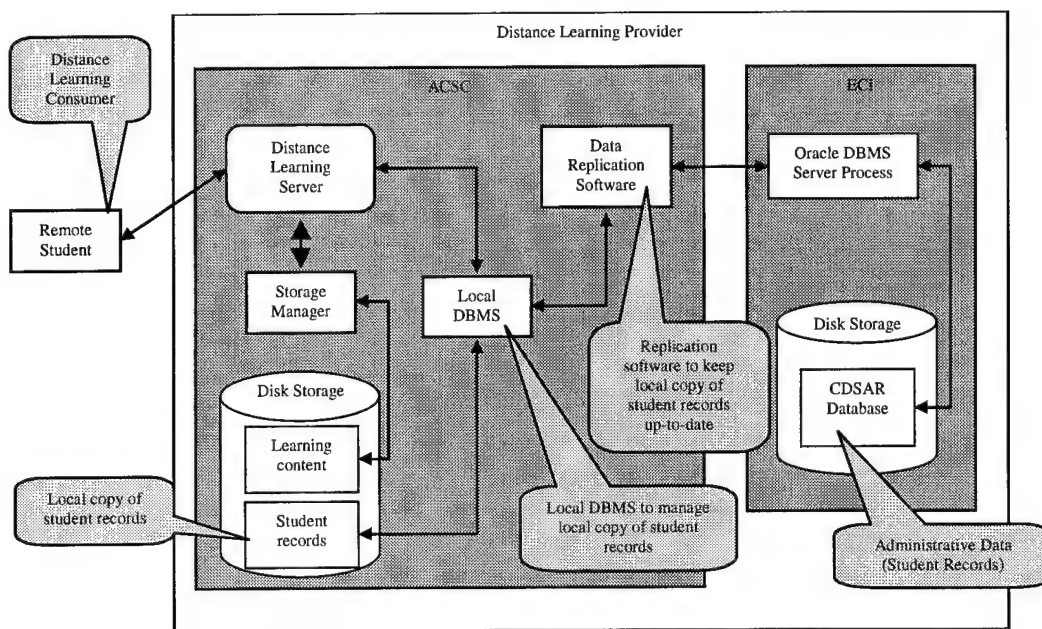 Distance Learning Provider
Distance
Learning
Consumer
ACSC
ECI
Distance
Learning
Server
Data
Replication
Software
Oracle DBMS
Server Process
Remote
Student
Storage
Manager
Local
DBMS
Replication
software to keep
local copy of
student records
up-to-date
Disk Storage
CDSAR
Database
Disk Storage
Learning
content
Student
records
Local copy of
student records
Local DBMS to manage
local copy of student
records
Administrative Data
(Student Records)